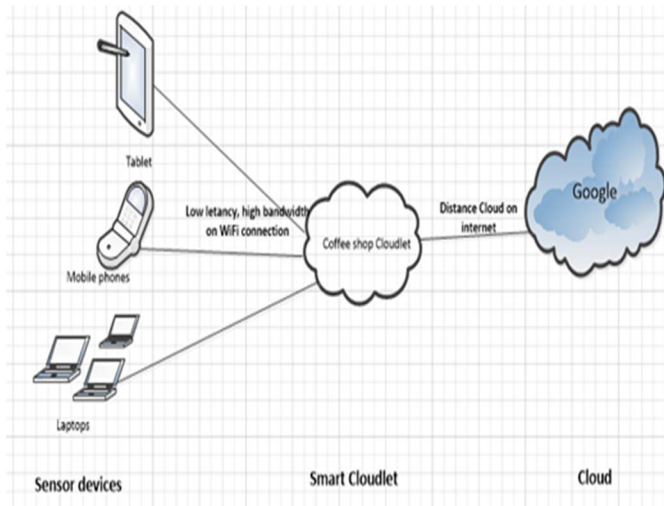 Tablet
Low letancy, high bandwidth
on WiFi connection
Mobile phones
Coffee shop Cloudlet
Distance Cloud on
internet
Google
Laptops
Sensor devices
Smart Cloudlet
Cloud